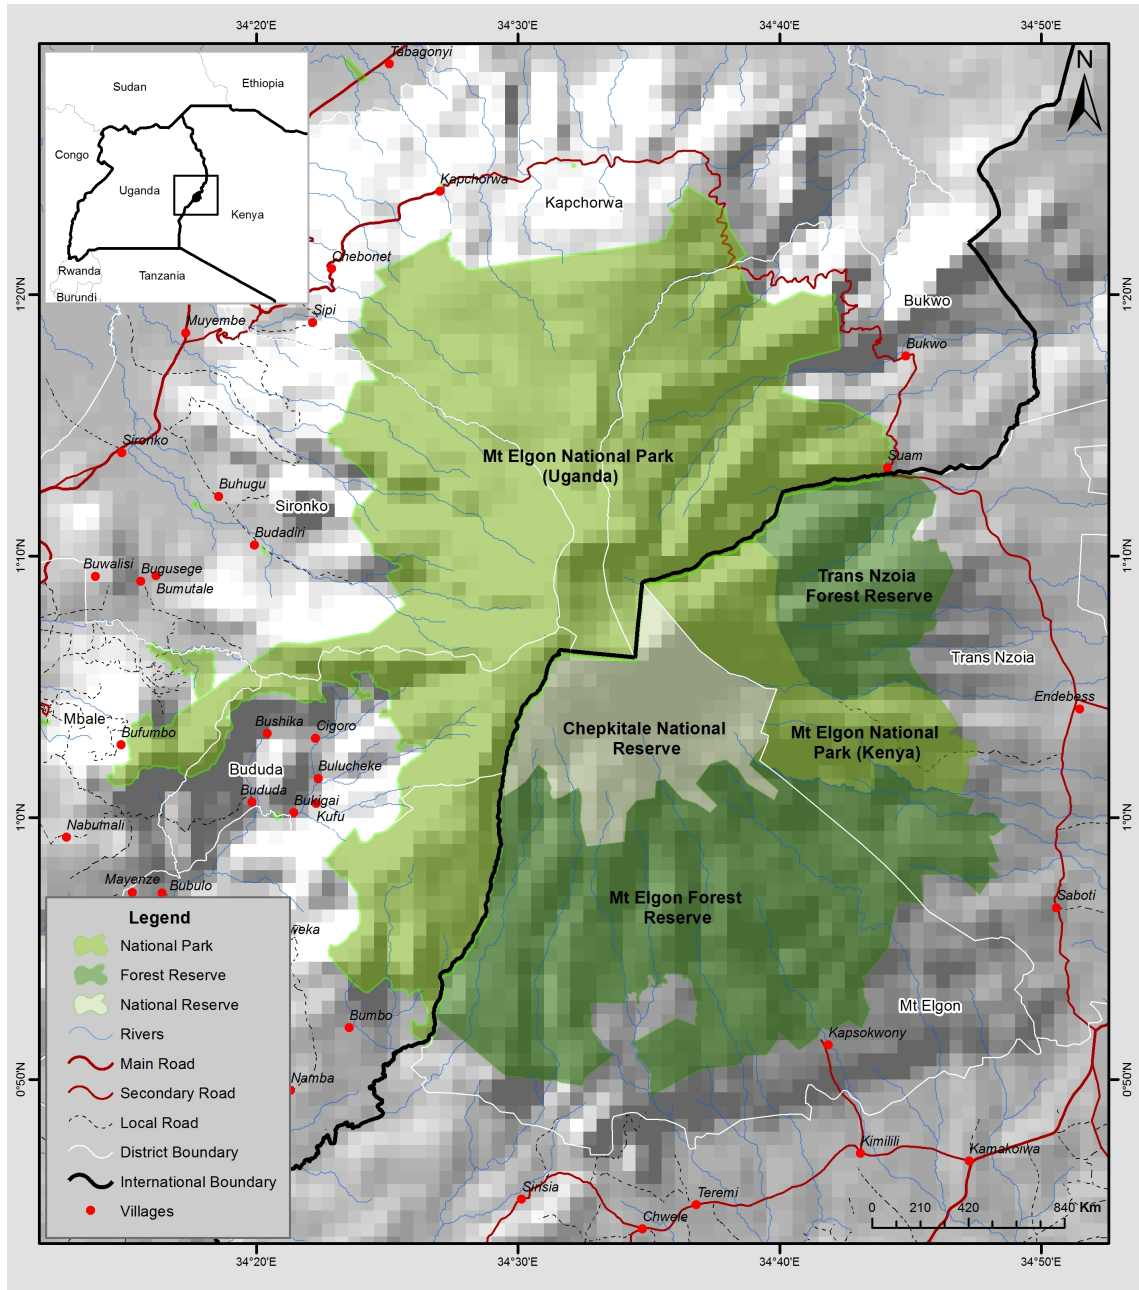 34°20'E
34°30'E
34°40'E
34°50'E
N
Sudan
Ethiopia
Congo
Uganda
Kenya
Rwanda
Tanzania
Burundi
Tabagonyi
Kapchorwa
Kapchorwa
Chebonet
Sipi
Muyembe
1°20'N
1°20'N
Bukwo
Bukwo
Sironko
Suam
Mt Elgon National Park
(Uganda)
Buhugu
Sironko
Budadiri
1°10'N
1°10'N
Buwalisi
Bugusege
Bumutale
Trans Nzoia
Forest Reserve
Trans Nzoia
Endebess
Mbale
Bufumbo
Bushika
Cigoro
Chepkitale National
Reserve
Mt Elgon National
Park (Kenya)
Bududa
Bulucheke
Bududa
Bukigai
Kufu
1°0'N
1°0'N
Nabumali
Mayenze
Bubulo
Mt Elgon Forest
Reserve
Saboti
Legend
National Park
Forest Reserve
National Reserve
Rivers
Main Road
Secondary Road
Local Road
District Boundary
International Boundary
Villages
weka
Mt Elgon
Bumbo
Kapsokwony
Namba
0°50'N
0°50'N
Kimilili
Kamakoiwa
Sirisia
Teremi
Chwele
0 210 420 840 Km
34°20'E
34°30'E
34°40'E
34°50'E